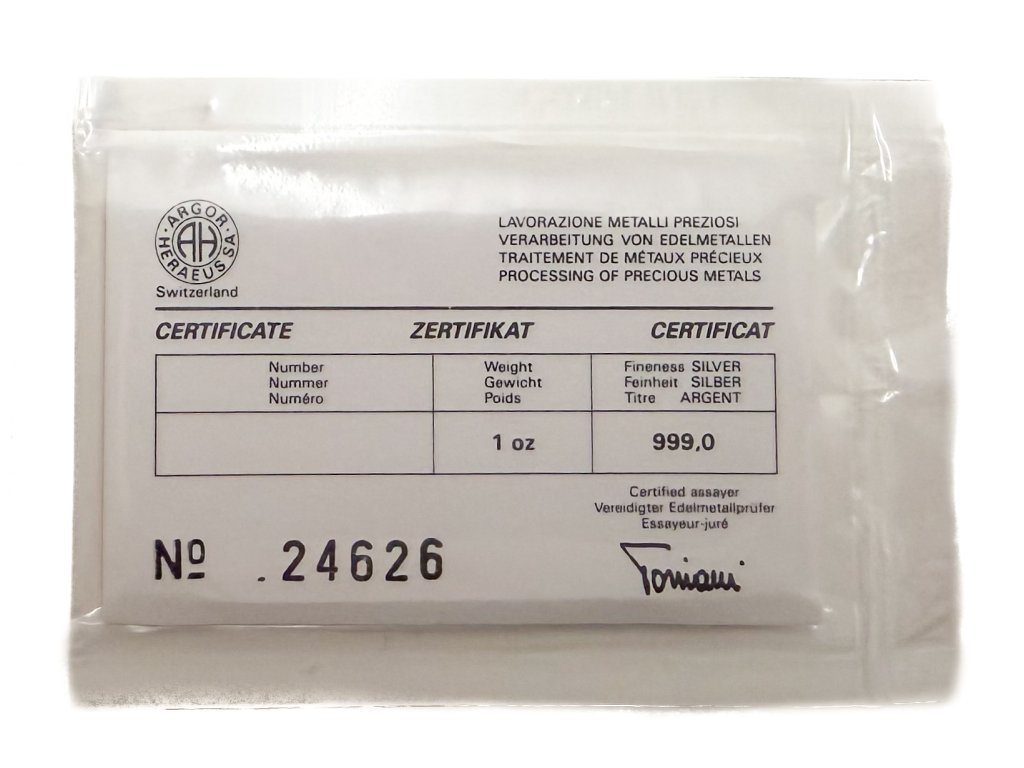 ARGOR HERAEUS SA
AH
Switzerland
LAVORAZIONE METALLI PREZIOSI
VERARBEITUNG VON EDELMETALLEN
TRAITEMENT DE MÉTAUX PRÉCIEUX
PROCESSING OF PRECIOUS METALS
CERTIFICATE ZERTIFIKAT CERTIFICAT
Number Weight Fineness SILVER
Nummer Gewicht Feinheit SILBER
Numéro Poids Titre ARGENT
1 oz 999,0
Certified assayer
Vereidigter Edelmetallprüfer
Essayeur-juré
Nº .24626